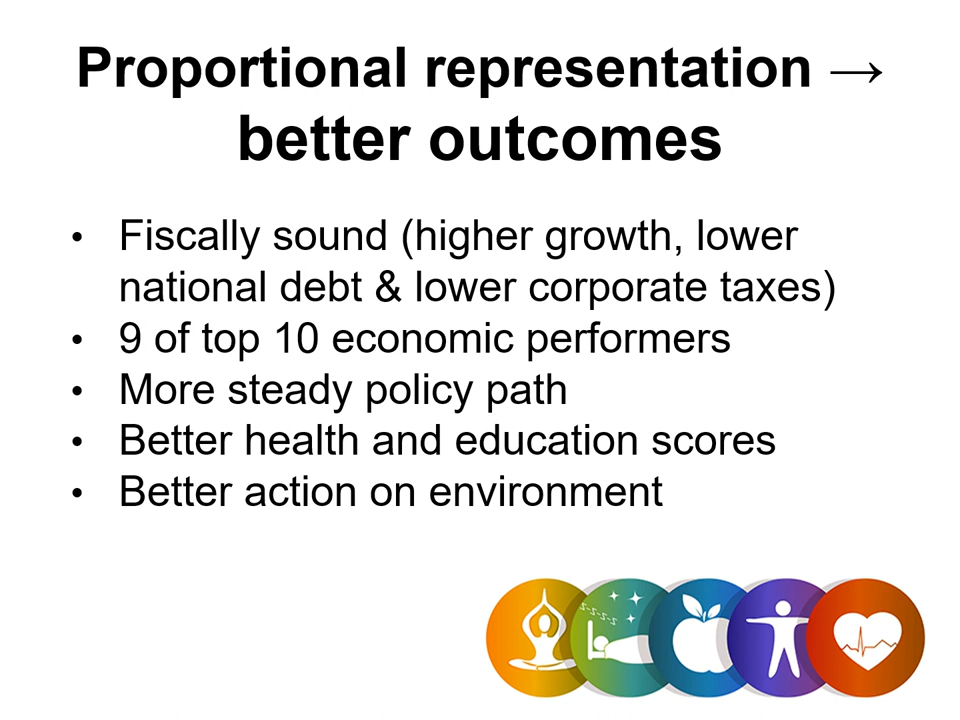 Proportional representation →
better outcomes
• Fiscally sound (higher growth, lower
national debt & lower corporate taxes)
• 9 of top 10 economic performers
• More steady policy path
• Better health and education scores
• Better action on environment
z-z-z-z-z